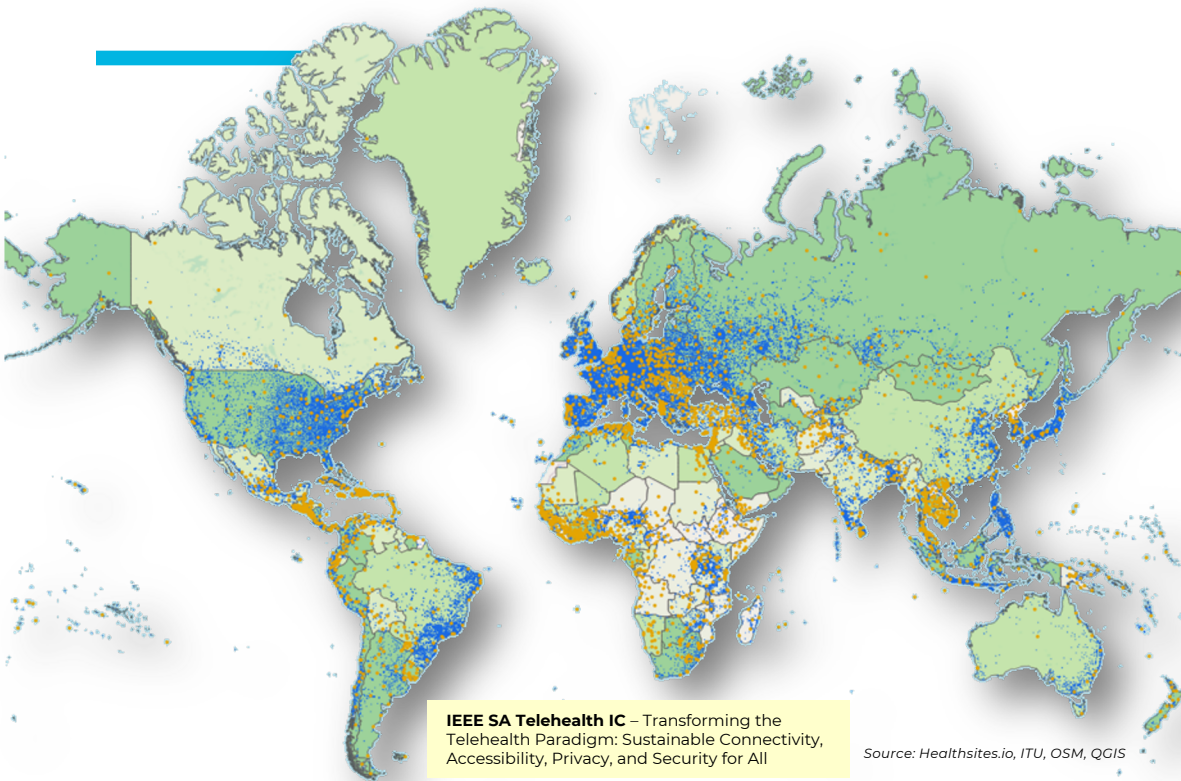 IEEE SA Telehealth IC – Transforming the
Telehealth Paradigm: Sustainable Connectivity,
Accessibility, Privacy, and Security for All
Source: Healthsites.io, ITU, OSM, QGIS